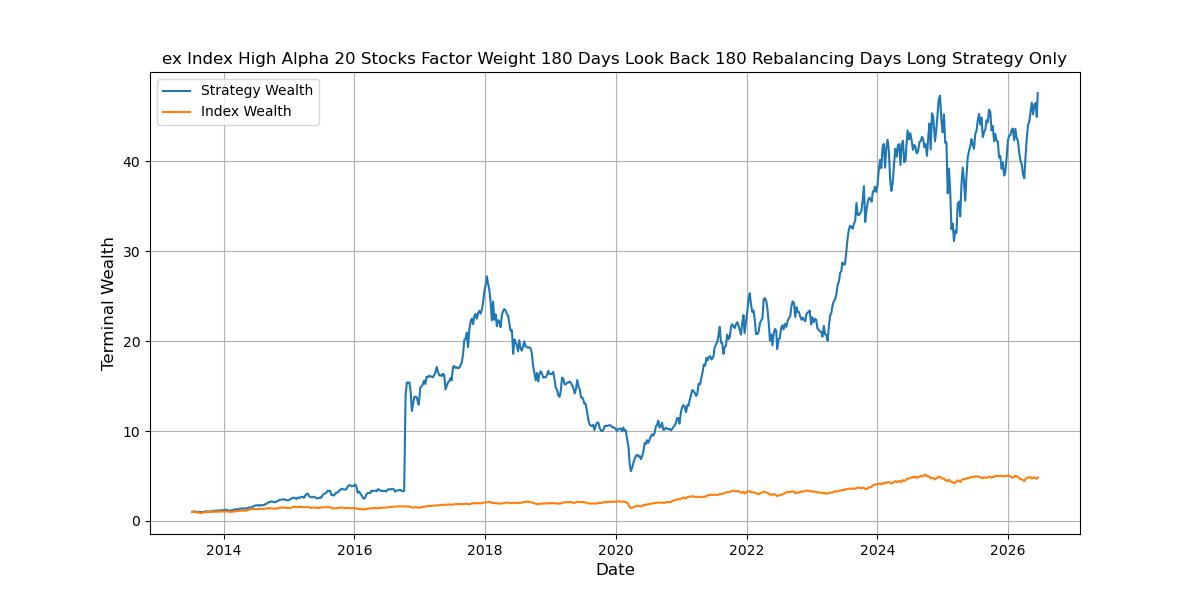 ex Index High Alpha 20 Stocks Factor Weight 180 Days Look Back 180 Rebalancing Days Long Strategy Only
Strategy Wealth
Index Wealth
Terminal Wealth
40
30
20
10
0
2014 2016 2018 2020 2022 2024 2026
Date